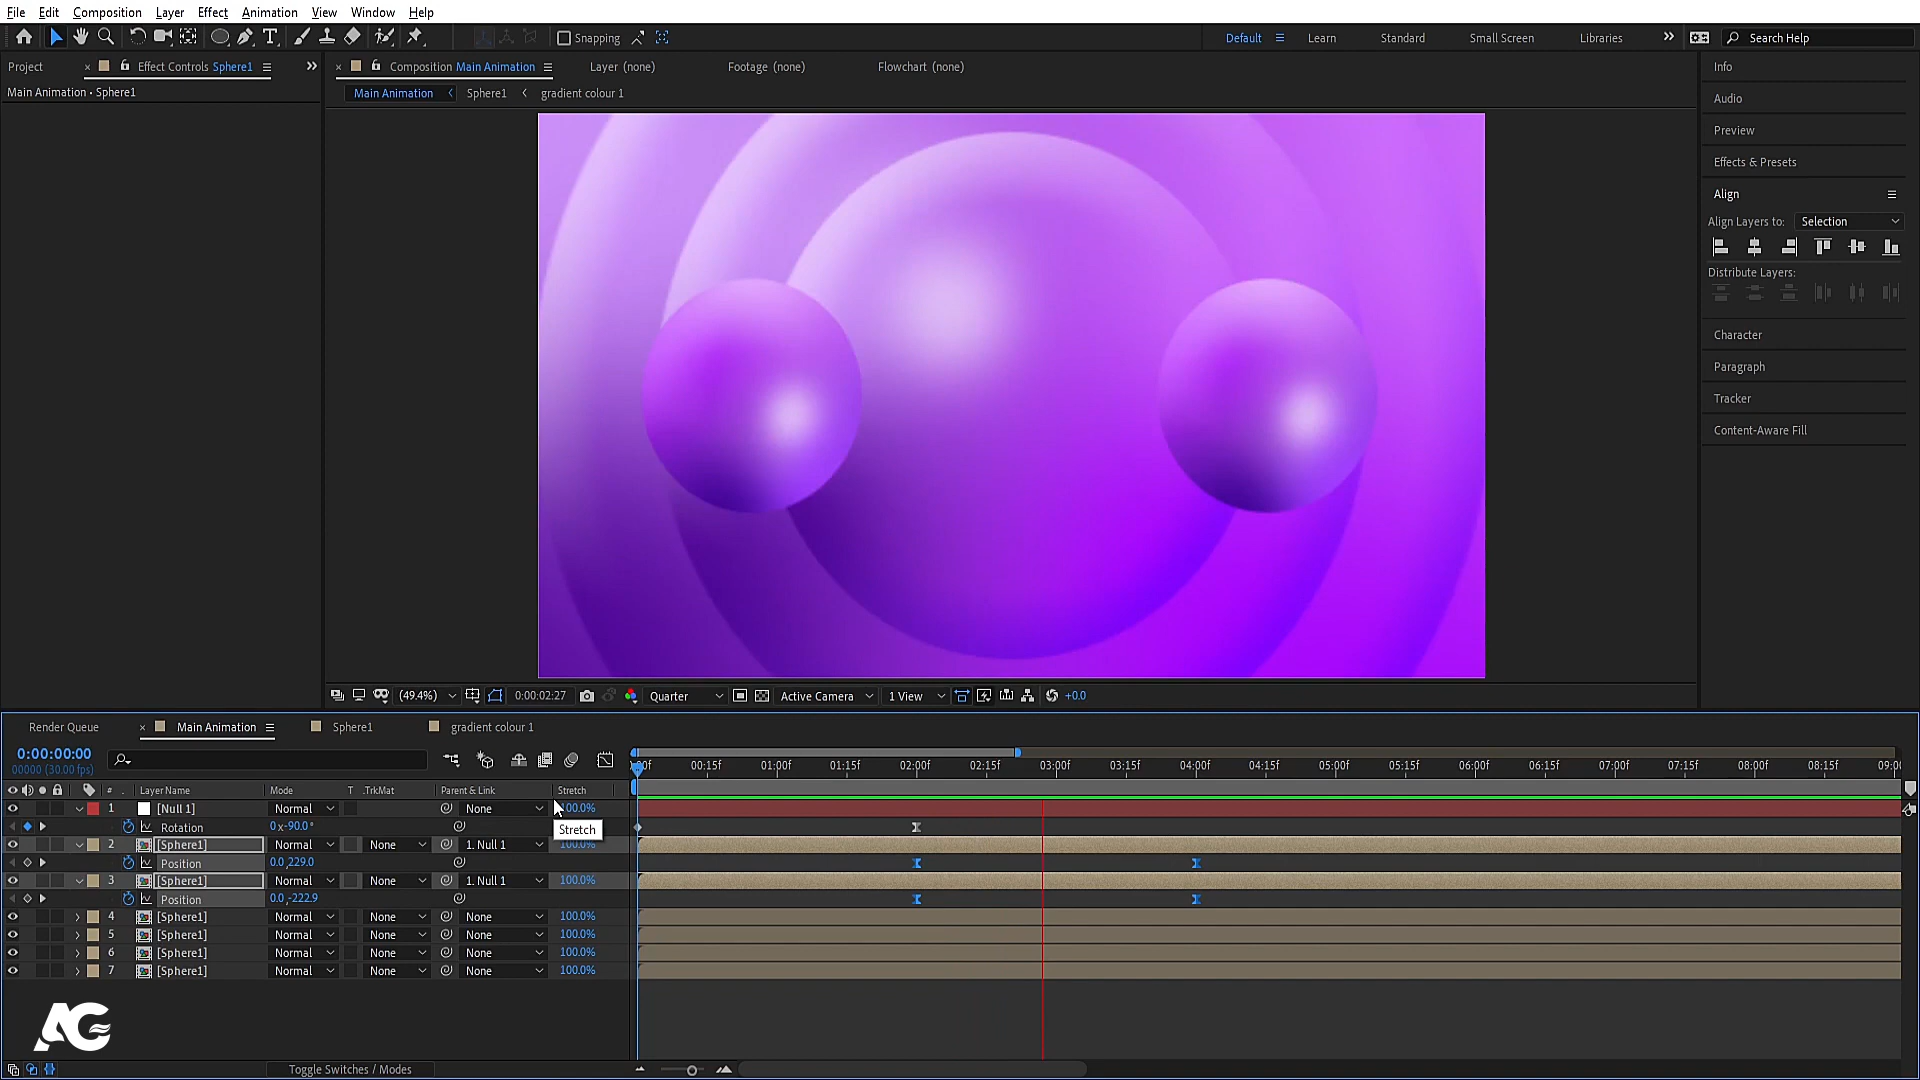 File Edit Composition Layer Effect Animation View Window Help
Snapping Default Learn Standard Small Screen Libraries Search Help
Project Effect Controls Sphere1 Composition Main Animation Layer (none) Footage (none) Flowchart (none)
Main Animation • Sphere1
Main Animation Sphere1 gradient colour 1
Info
Audio
Preview
Effects & Presets
Align
Align Layers to: Selection
Distribute Layers:
Character
Paragraph
Tracker
Content-Aware Fill
(49.4%) 0:00:02:27 Quarter Active Camera 1 View +0.0
Render Queue Main Animation Sphere1 gradient colour 1
0:00:00:00
00000 (30.00 fps)
00:15f 01:00f 01:15f 02:00f 02:15f 03:00f 03:15f 04:00f 04:15f 05:00f 05:15f 06:00f 06:15f 07:00f 07:15f 08:00f 08:15f
# Layer Name Mode T .TrkMat Parent & Link Stretch
1 [Null 1] Normal None 100.0%
Rotation 0x-90.0°
Stretch
2 [Sphere1] Normal None 1. Null 1 100.0%
Position 0.0,229.0
3 [Sphere1] Normal None 1. Null 1 100.0%
Position 0.0,-222.9
4 [Sphere1] Normal None None 100.0%
5 [Sphere1] Normal None None 100.0%
6 [Sphere1] Normal None None 100.0%
7 [Sphere1] Normal None None 100.0%
AG
Toggle Switches / Modes